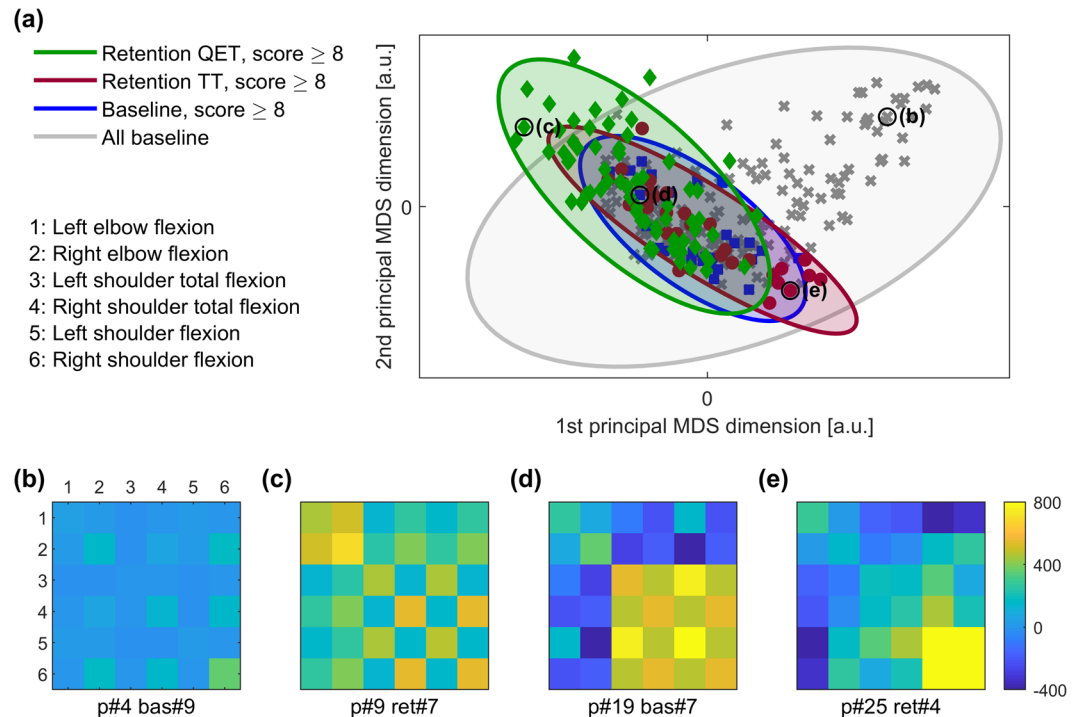 (a)
Retention QET, score ≥ 8
Retention TT, score ≥ 8
Baseline, score ≥ 8
All baseline
1: Left elbow flexion
2: Right elbow flexion
3: Left shoulder total flexion
4: Right shoulder total flexion
5: Left shoulder flexion
6: Right shoulder flexion
2nd principal MDS dimension [a.u.]
0
(b)
(c)
(d)
(e)
0
1st principal MDS dimension [a.u.]
(b)
1 2 3 4 5 6
1
2
3
4
5
6
p#4 bas#9
(c)
p#9 ret#7
(d)
p#19 bas#7
(e)
p#25 ret#4
800
400
0
-400